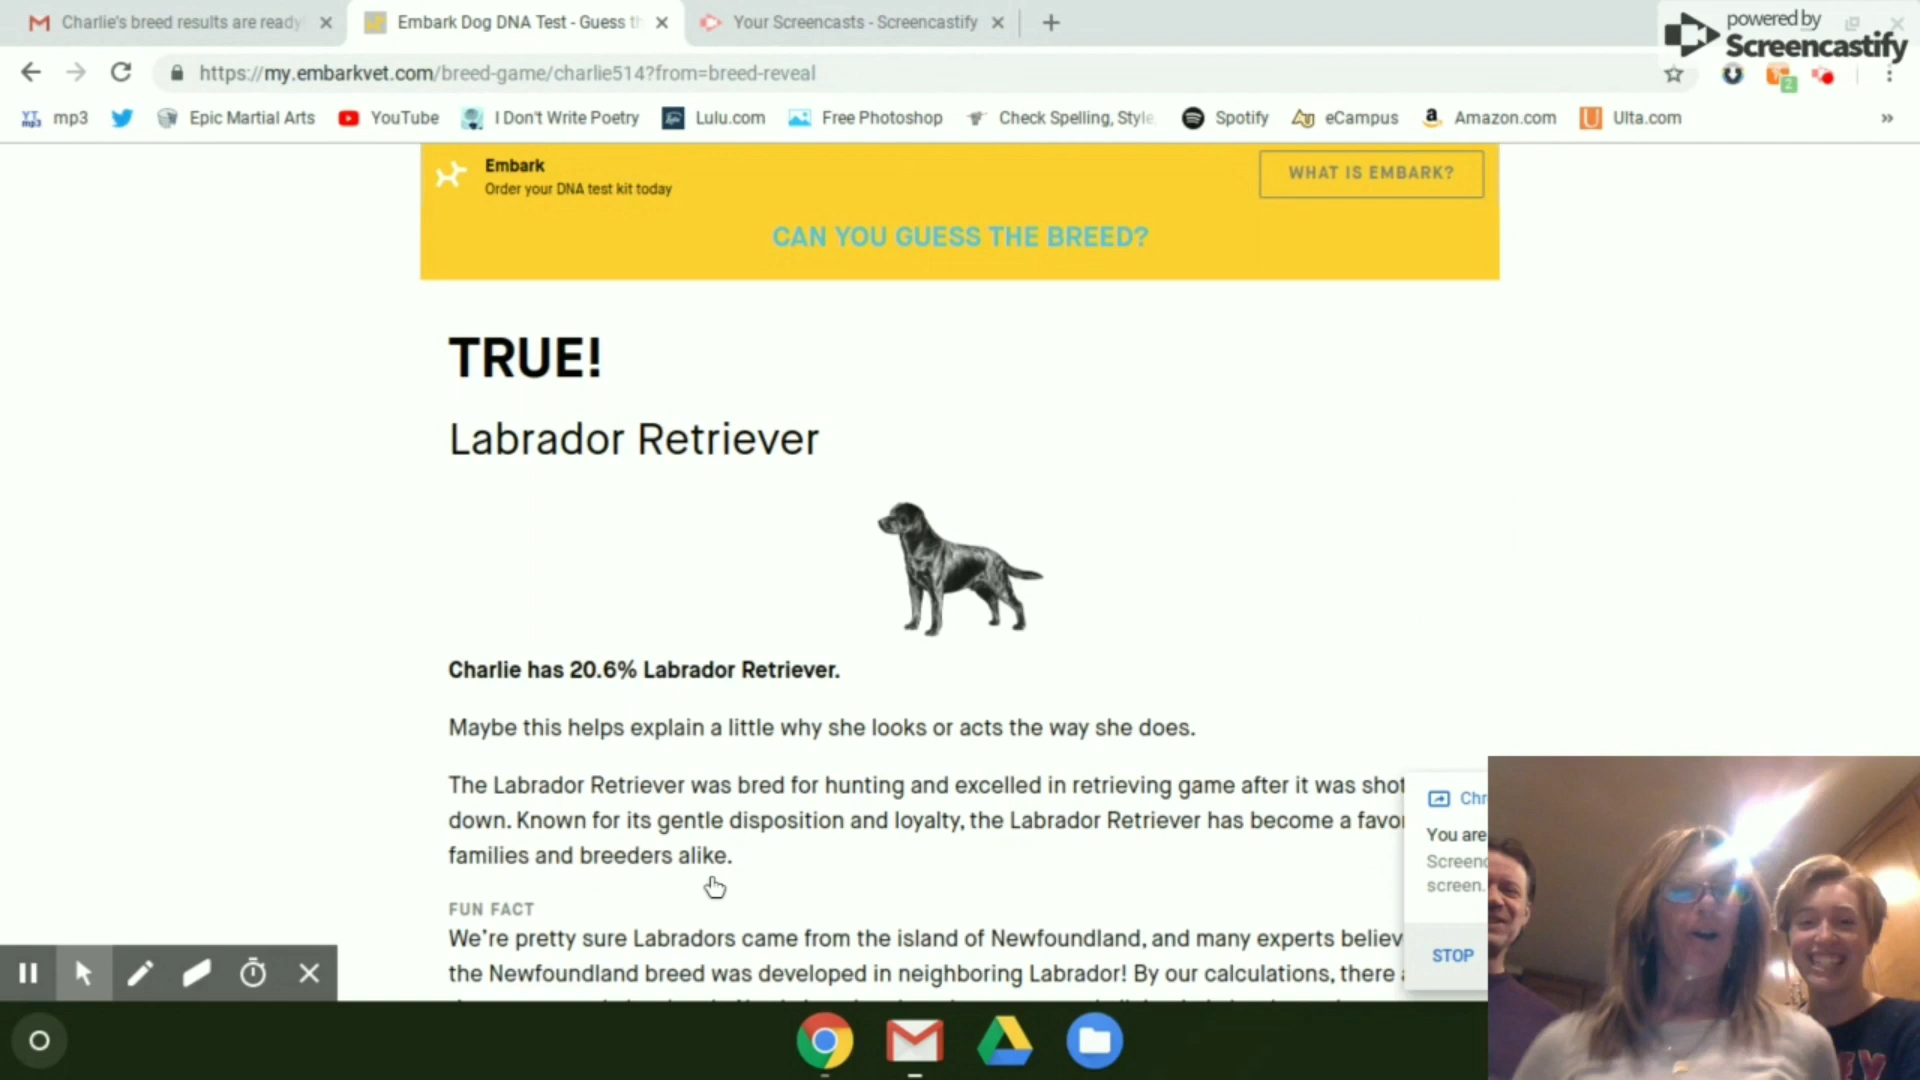 Charlie's breed results are ready
Embark Dog DNA Test - Guess th
Your Screencasts - Screencastify
powered by
Screencastify
https://my.embarkvet.com/breed-game/charlie514?from=breed-reveal
2
YT mp3
mp3
Epic Martial Arts
YouTube
I Don't Write Poetry
Lulu.com
Free Photoshop
Check Spelling, Style,
Spotify
eCampus
Amazon.com
Ulta.com
Embark
Order your DNA test kit today
WHAT IS EMBARK?
CAN YOU GUESS THE BREED?
TRUE!
Labrador Retriever
Charlie has 20.6% Labrador Retriever.
Maybe this helps explain a little why she looks or acts the way she does.
The Labrador Retriever was bred for hunting and excelled in retrieving game after it was shot
down. Known for its gentle disposition and loyalty, the Labrador Retriever has become a favor
families and breeders alike.
FUN FACT
We're pretty sure Labradors came from the island of Newfoundland, and many experts believ
the Newfoundland breed was developed in neighboring Labrador! By our calculations, there
Chr
You are
Screenc
screen.
STOP